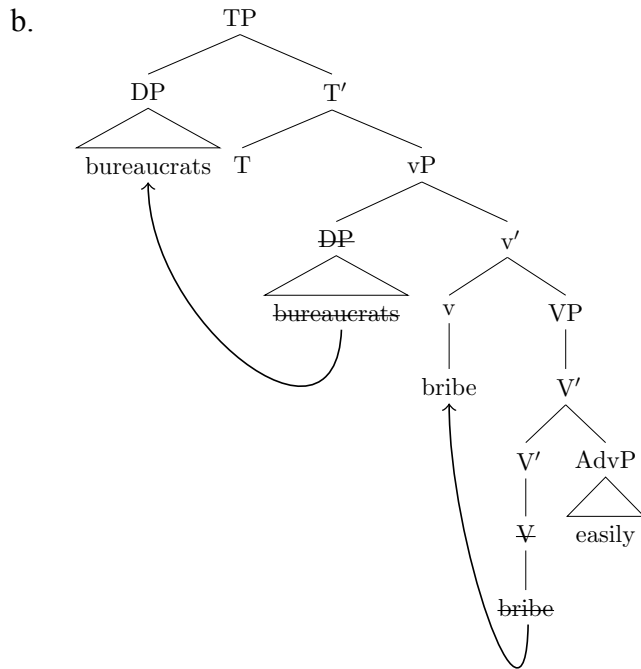 b.
TP
DP T′
bureaucrats T vP
DP v′
bureaucrats v VP
bribe V′
V′ AdvP
V easily
bribe